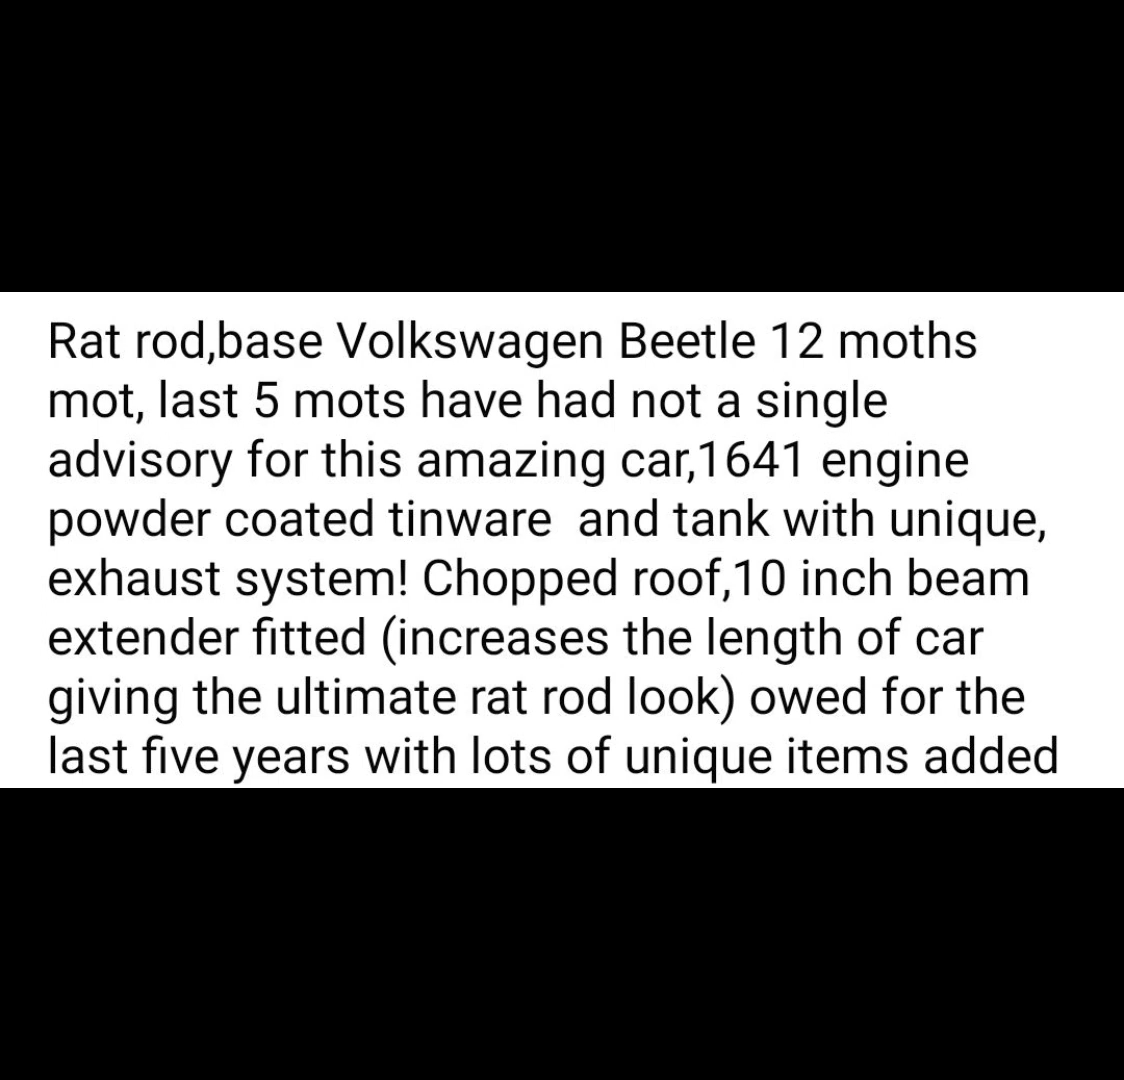 Rat rod,base Volkswagen Beetle 12 moths
mot, last 5 mots have had not a single
advisory for this amazing car,1641 engine
powder coated tinware  and tank with unique,
exhaust system! Chopped roof,10 inch beam
extender fitted (increases the length of car
giving the ultimate rat rod look) owed for the
last five years with lots of unique items added